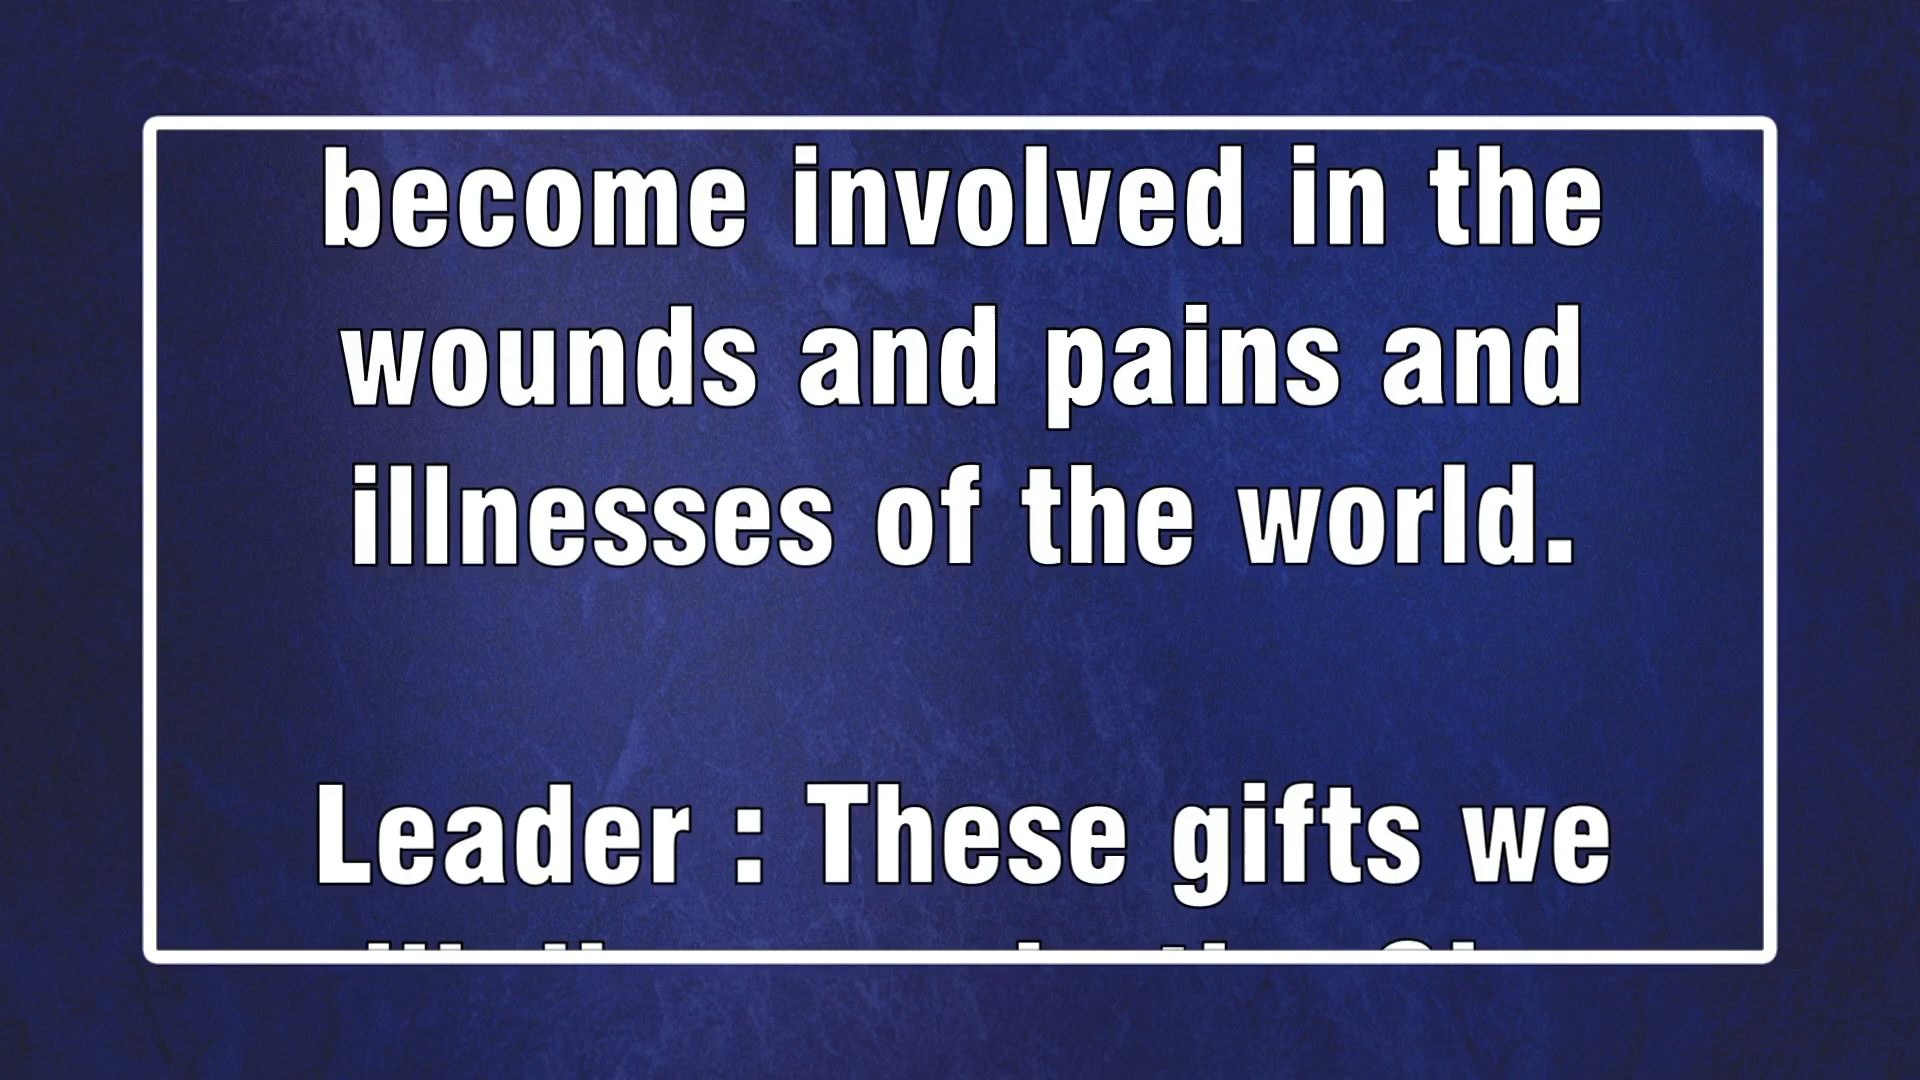 become involved in the
wounds and pains and
illnesses of the world.
Leader : These gifts we